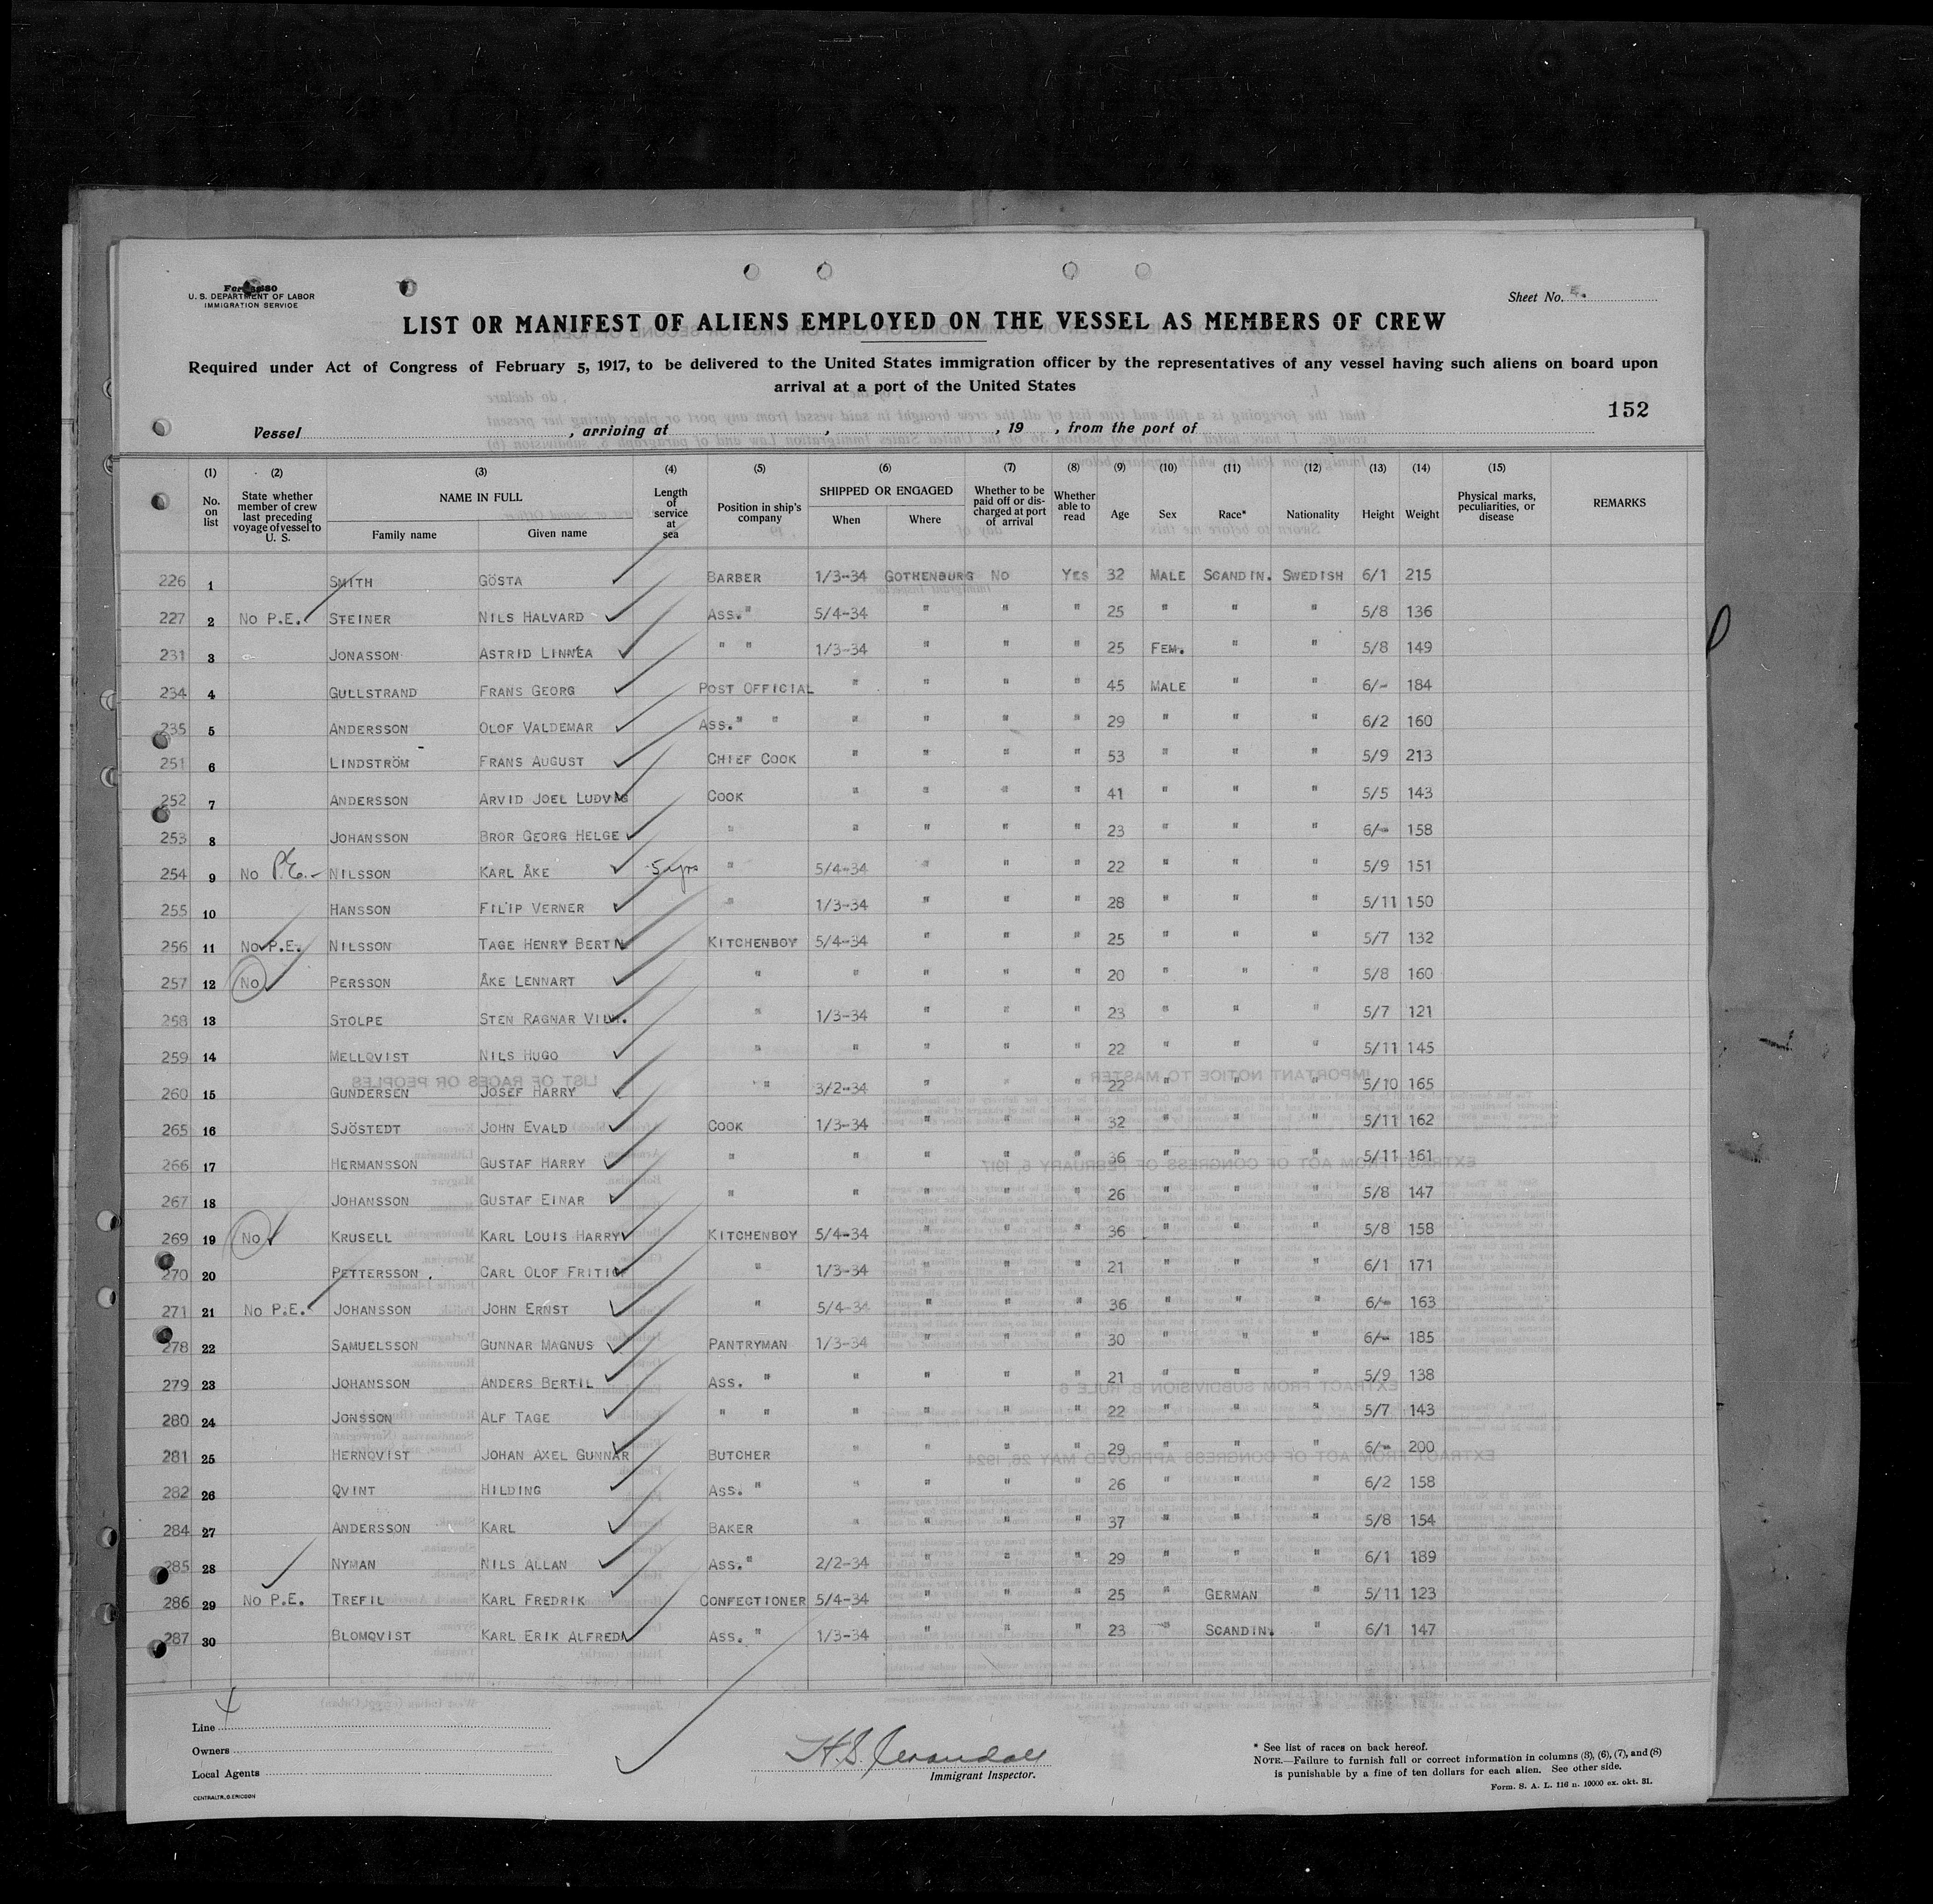 Form 680
U. S. DEPARTMENT OF LABOR
IMMIGRATION SERVICE
Sheet No.
LIST OR MANIFEST OF ALIENS EMPLOYED ON THE VESSEL AS MEMBERS OF CREW
Required under Act of Congress of February 5, 1917, to be delivered to the United States immigration officer by the representatives of any vessel having such aliens on board upon
arrival at a port of the United States
152
Vessel , arriving at , , 19 , from the port of
(1) (2) (3) (4) (5) (6) (7) (8) (9) (10) (11) (12) (13) (14) (15)
No. on list State whether member of crew last preceding voyage of vessel to U. S. NAME IN FULL Family name Given name Length of service at sea Position in ship's company SHIPPED OR ENGAGED When Where Whether to be paid off or discharged at port of arrival Whether able to read Age Sex Race* Nationality Height Weight Physical marks, peculiarities, or disease REMARKS
226 1 SMITH GÖSTA BARBER 1/3-34 GOTHENBURG NO YES 32 MALE SCANDIN. SWEDISH 6/1 215
227 2 NO P.E. STEINER NILS HALVARD ASS. " 5/4-34 " " " 25 " " " 5/8 136
231 3 JONASSON ASTRID LINNÉA " " 1/3-34 " " " 25 FEM. " " 5/8 149
234 4 GULLSTRAND FRANS GEORG POST OFFICIAL " " " " 45 MALE " " 6/- 184
235 5 ANDERSSON OLOF VALDEMAR ASS. " " " " " " 29 " " " 6/2 160
251 6 LINDSTRÖM FRANS AUGUST CHIEF COOK " " " " 53 " " " 5/9 213
252 7 ANDERSSON ARVID JOEL LUDVIG COOK " " " " 41 " " " 5/5 143
253 8 JOHANSSON BROR GEORG HELGE " " " " " 23 " " " 6/- 158
254 9 NO P.E.- NILSSON KARL ÅKE 5 yrs " 5/4-34 " " " 22 " " " 5/9 151
255 10 HANSSON FILIP VERNER " 1/3-34 " " " 28 " " " 5/11 150
256 11 NO P.E. NILSSON TAGE HENRY BERTIL KITCHENBOY 5/4-34 " " " 25 " " " 5/7 132
257 12 NO PERSSON ÅKE LENNART " " " " " 20 " " " 5/8 160
258 13 STOLPE STEN RAGNAR VILH. " 1/3-34 " " " 23 " " " 5/7 121
259 14 MELLQVIST NILS HUGO " " " " " 22 " " " 5/11 145
260 15 GUNDERSEN JOSEF HARRY " 3/2-34 " " " 22 " " " 5/10 165
265 16 SJÖSTEDT JOHN EVALD COOK 1/3-34 " " " 32 " " " 5/11 162
266 17 HERMANSSON GUSTAF HARRY " " " " " 36 " " " 5/11 161
267 18 JOHANSSON GUSTAF EINAR " " " " " 26 " " " 5/8 147
269 19 NO KRUSELL KARL LOUIS HARRY KITCHENBOY 5/4-34 " " " 36 " " " 5/8 158
270 20 PETTERSSON CARL OLOF FRITIOF " 1/3-34 " " " 21 " " " 6/1 171
271 21 NO P.E. JOHANSSON JOHN ERNST " 5/4-34 " " " 36 " " " 6/- 163
278 22 SAMUELSSON GUNNAR MAGNUS PANTRYMAN 1/3-34 " " " 30 " " " 6/- 185
279 23 JOHANSSON ANDERS BERTIL ASS. " " " " " 21 " " " 5/9 138
280 24 JONSSON ALF TAGE " " " " " " 22 " " " 5/7 143
281 25 HERNQVIST JOHAN AXEL GUNNAR BUTCHER " " " " 29 " " " 6/- 200
282 26 QVINT HILDING ASS. " " " " " 26 " " " 6/2 158
284 27 ANDERSSON KARL BAKER " " " " 37 " " " 5/8 154
285 28 NYMAN NILS ALLAN ASS. " 2/2-34 " " " 29 " " " 6/1 189
286 29 NO P.E. TREFIL KARL FREDRIK CONFECTIONER 5/4-34 " " " 25 " GERMAN " 5/11 123
287 30 BLOMQVIST KARL ERIK ALFRED ASS. " 1/3-34 " " " 23 " SCANDIN. " 6/1 147
Line
Owners
Local Agents
CENTRALTR., G. ERICSON
Immigrant Inspector.
* See list of races on back hereof.
NOTE.—Failure to furnish full or correct information in columns (3), (6), (7), and (8)
is punishable by a fine of ten dollars for each alien. See other side.
Form. S. A. L. 116 n. 10000 ex. okt. 31.